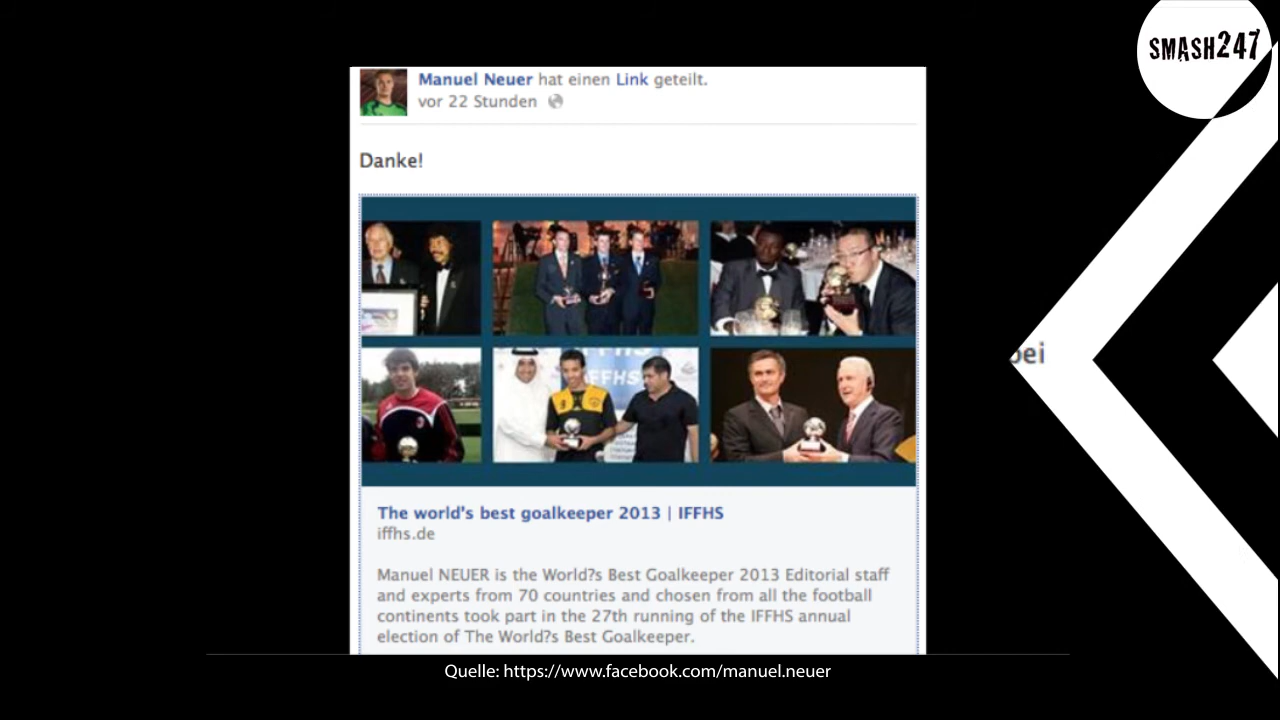 SMASH247
Manuel Neuer hat einen Link geteilt.
vor 22 Stunden
Danke!
IFFHS
The world's best goalkeeper 2013 | IFFHS
iffhs.de
Manuel NEUER is the World?s Best Goalkeeper 2013 Editorial staff
and experts from 70 countries and chosen from all the football
continents took part in the 27th running of the IFFHS annual
election of The World?s Best Goalkeeper.
Quelle: https://www.facebook.com/manuel.neuer